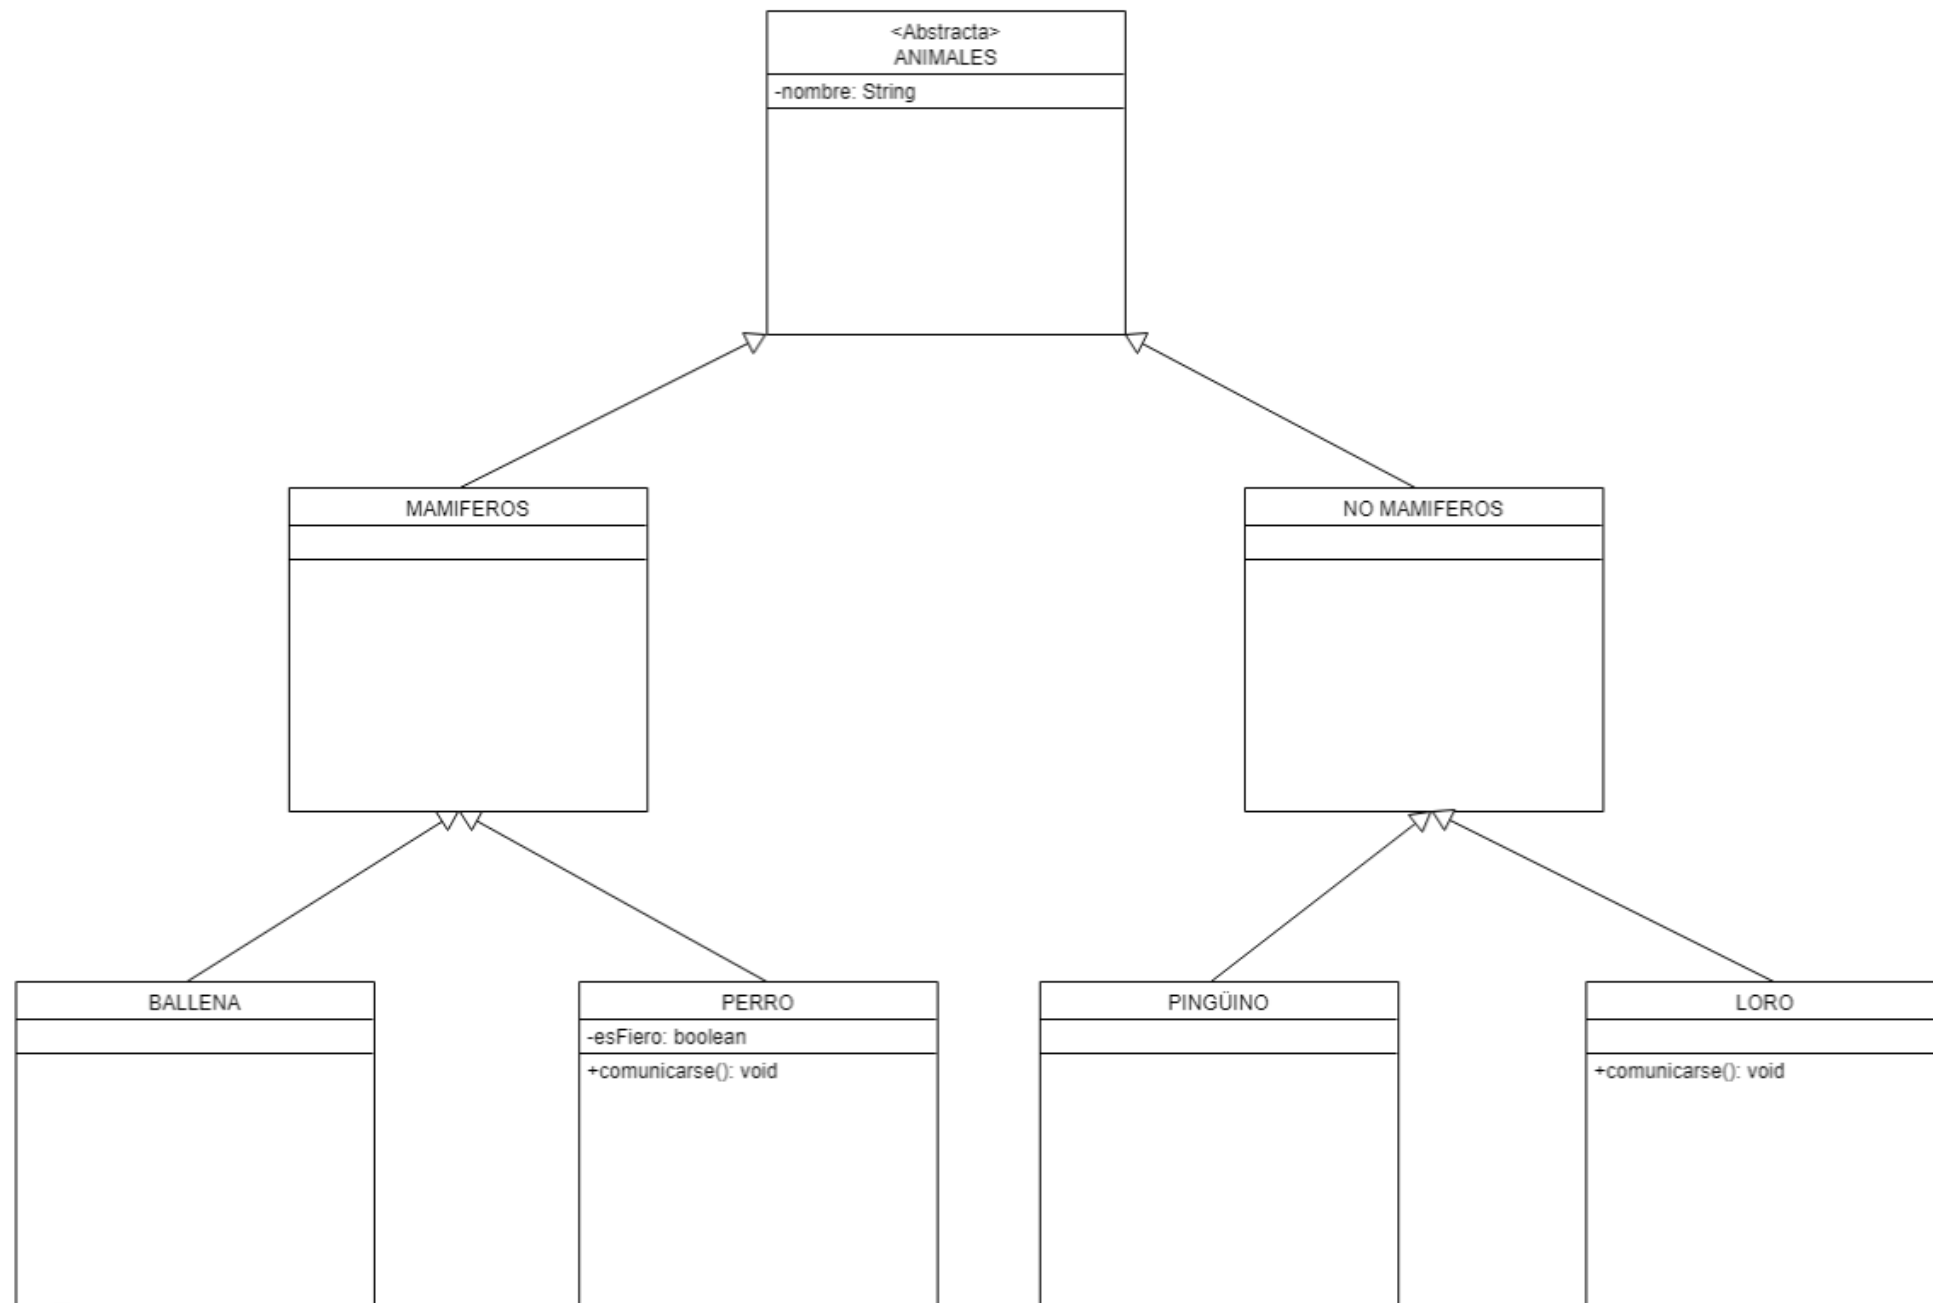 <Abstracta>
ANIMALES
-nombre: String
MAMIFEROS
NO MAMIFEROS
BALLENA
PERRO
-esFiero: boolean
+comunicarse(): void
PINGÜINO
LORO
+comunicarse(): void